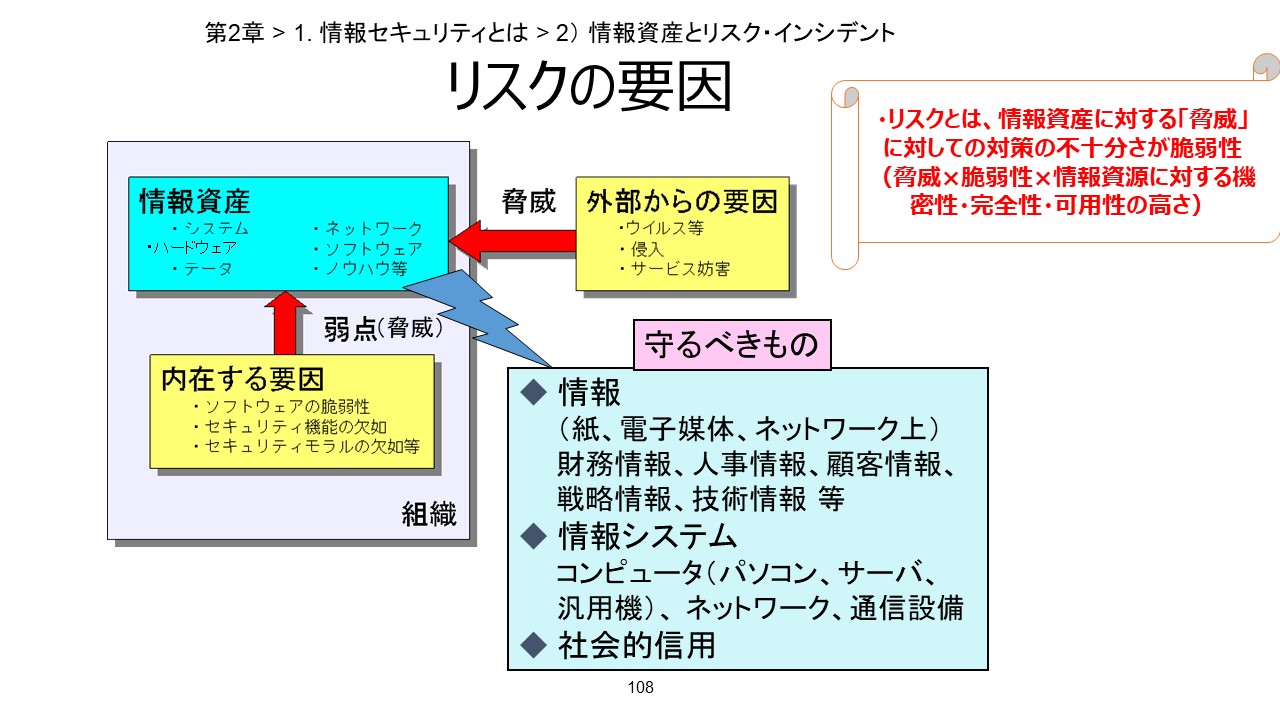 第2章 > 1. 情報セキュリティとは > 2） 情報資産とリスク・インシデント
リスクの要因
・リスクとは、情報資産に対する「脅威」
に対しての対策の不十分さが脆弱性
（脅威×脆弱性×情報資源に対する機
密性・完全性・可用性の高さ）
情報資産
・システム
・ネットワーク
・ハードウェア
・ソフトウェア
・データ
・ノウハウ等
脅威
外部からの要因
・ウイルス等
・侵入
・サービス妨害
弱点（脅威）
内在する要因
・ソフトウェアの脆弱性
・セキュリティ機能の欠如
・セキュリティモラルの欠如等
組織
守るべきもの
◆ 情報
（紙、電子媒体、ネットワーク上）
財務情報、人事情報、顧客情報、
戦略情報、技術情報 等
◆ 情報システム
コンピュータ（パソコン、サーバ、
汎用機）、ネットワーク、通信設備
◆ 社会的信用
108